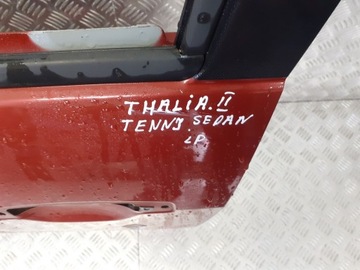 THALIA. II
TENNJ SEDAN
LP.